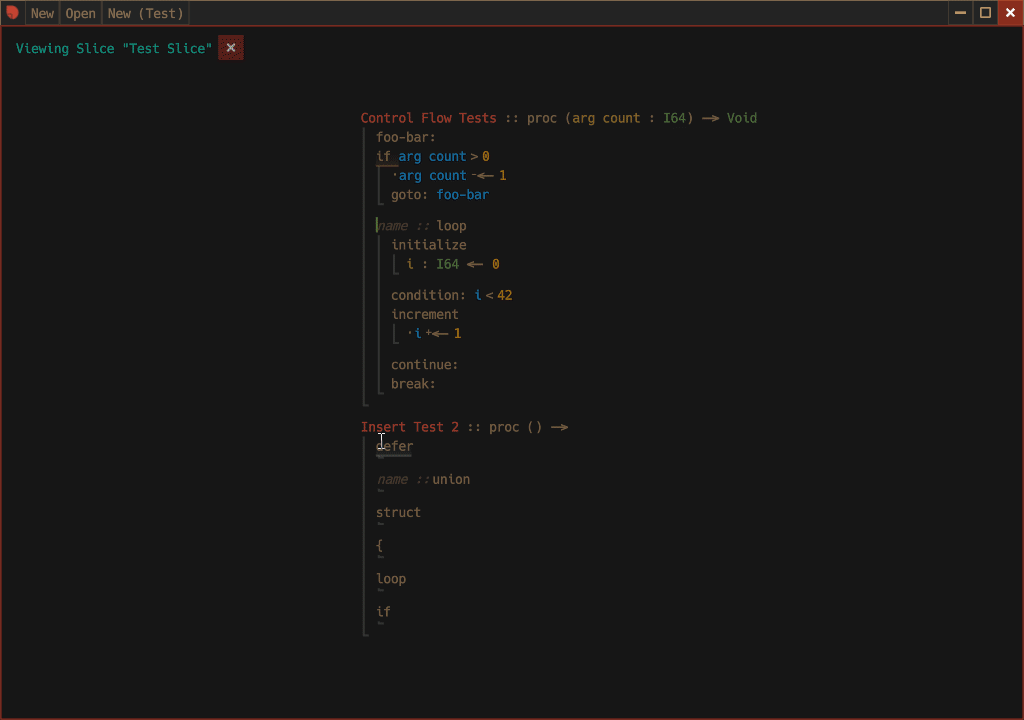 New Open New (Test)
Viewing Slice "Test Slice"
Control Flow Tests :: proc (arg count : I64) → Void
foo-bar:
if arg count > 0
·arg count -← 1
goto: foo-bar
name :: loop
initialize
i : I64 ← 0
condition: i < 42
increment
·i +← 1
continue:
break:
Insert Test 2 :: proc () →
defer
name :: union
struct
{
loop
if